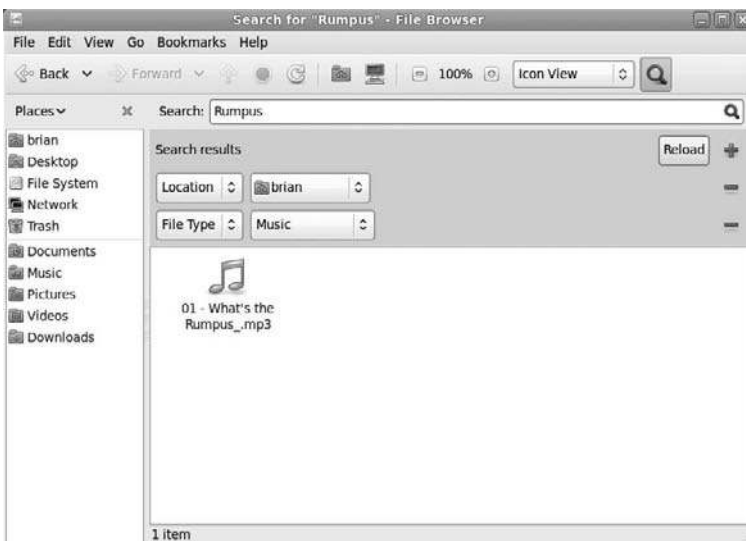 Search for "Rumpus" - File Browser
File Edit View Go Bookmarks Help
Back Forward 100% Icon View
Places Search: Rumpus
brian
Desktop
File System
Network
Trash
Documents
Music
Pictures
Videos
Downloads
Search results Reload
Location brian
File Type Music
01 - What's the
Rumpus_.mp3
1 item